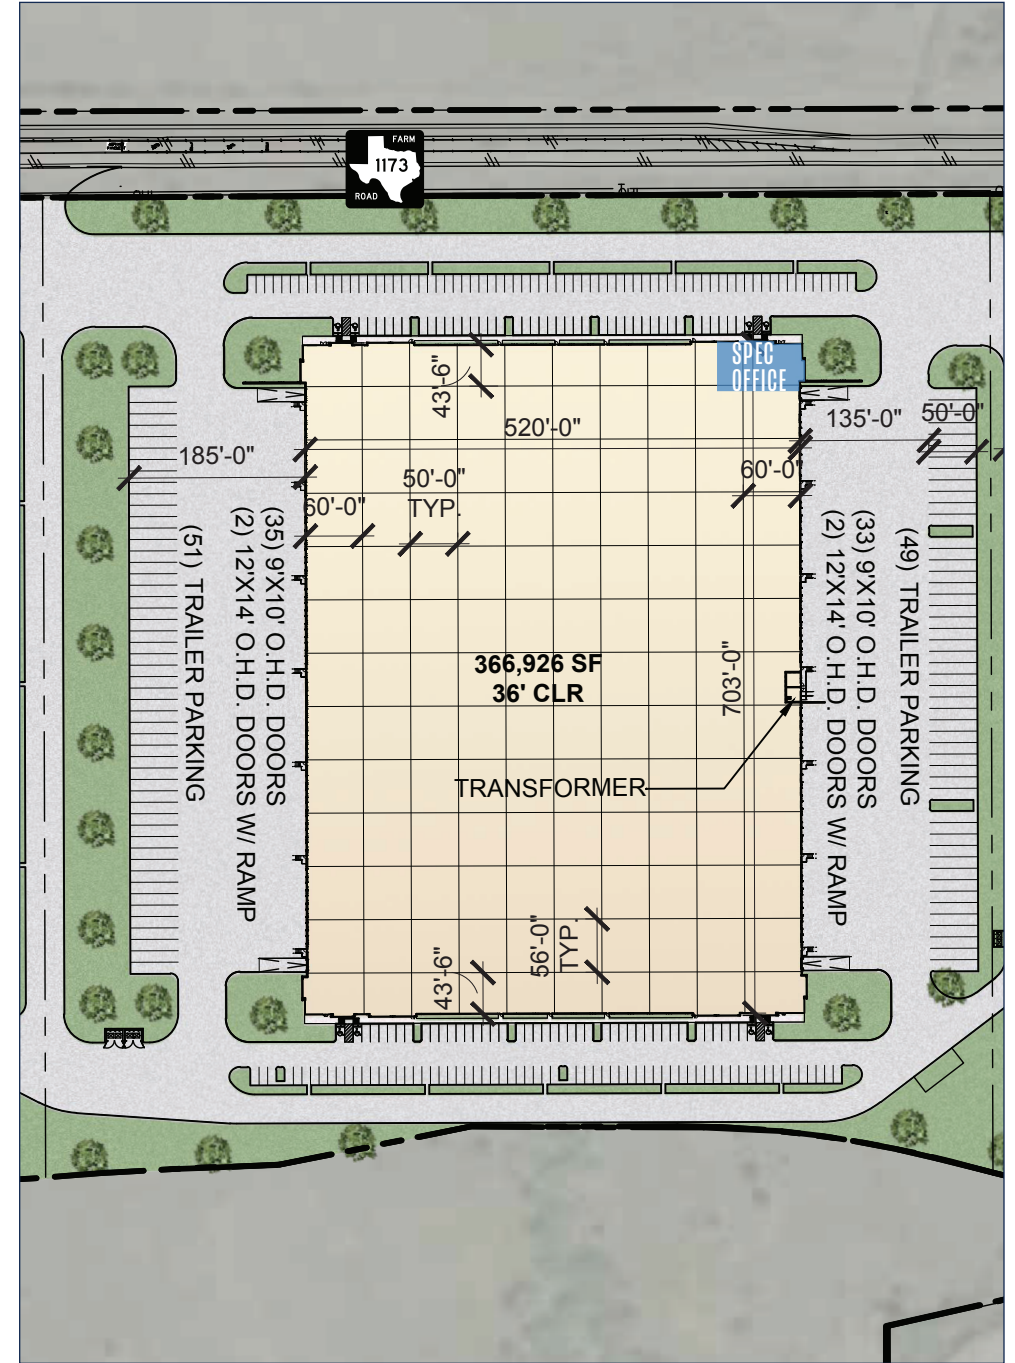 FARM
1173
ROAD
SPEC
OFFICE
43'-6"
520'-0"
135'-0"
50'-0"
185'-0"
50'-0"
TYP.
60'-0"
60'-0"
(51) TRAILER PARKING
(2) 12'X14' O.H.D. DOORS W/ RAMP
(35) 9'X10' O.H.D. DOORS
366,926 SF
36' CLR
703'-0"
TRANSFORMER
(2) 12'X14' O.H.D. DOORS W/ RAMP
(33) 9'X10' O.H.D. DOORS
(49) TRAILER PARKING
56'-0"
TYP.
43'-6"